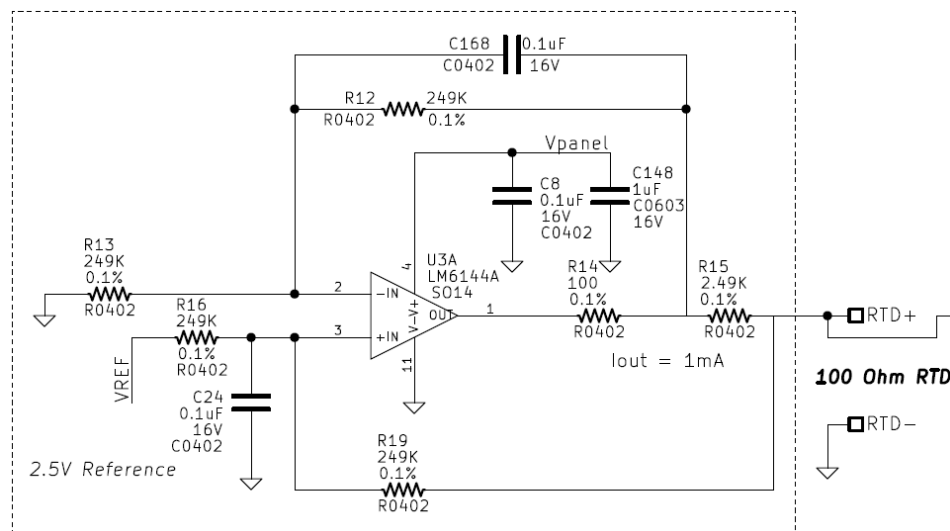 C168
0.1uF
C0402
16V
R12
249K
R0402
0.1%
Vpanel
C8
0.1uF
16V
C0402
C148
1uF
C0603
16V
R13
249K
0.1%
R0402
4
U3A
LM6144A
SO14
2
-IN
V+
OUT
1
V-
3
+IN
11
R14
100
0.1%
R0402
R15
2.49K
0.1%
R0402
RTD+
Iout = 1mA
R16
249K
0.1%
R0402
VREF
C24
0.1uF
16V
C0402
100 Ohm RTD
RTD-
R19
249K
0.1%
R0402
2.5V Reference